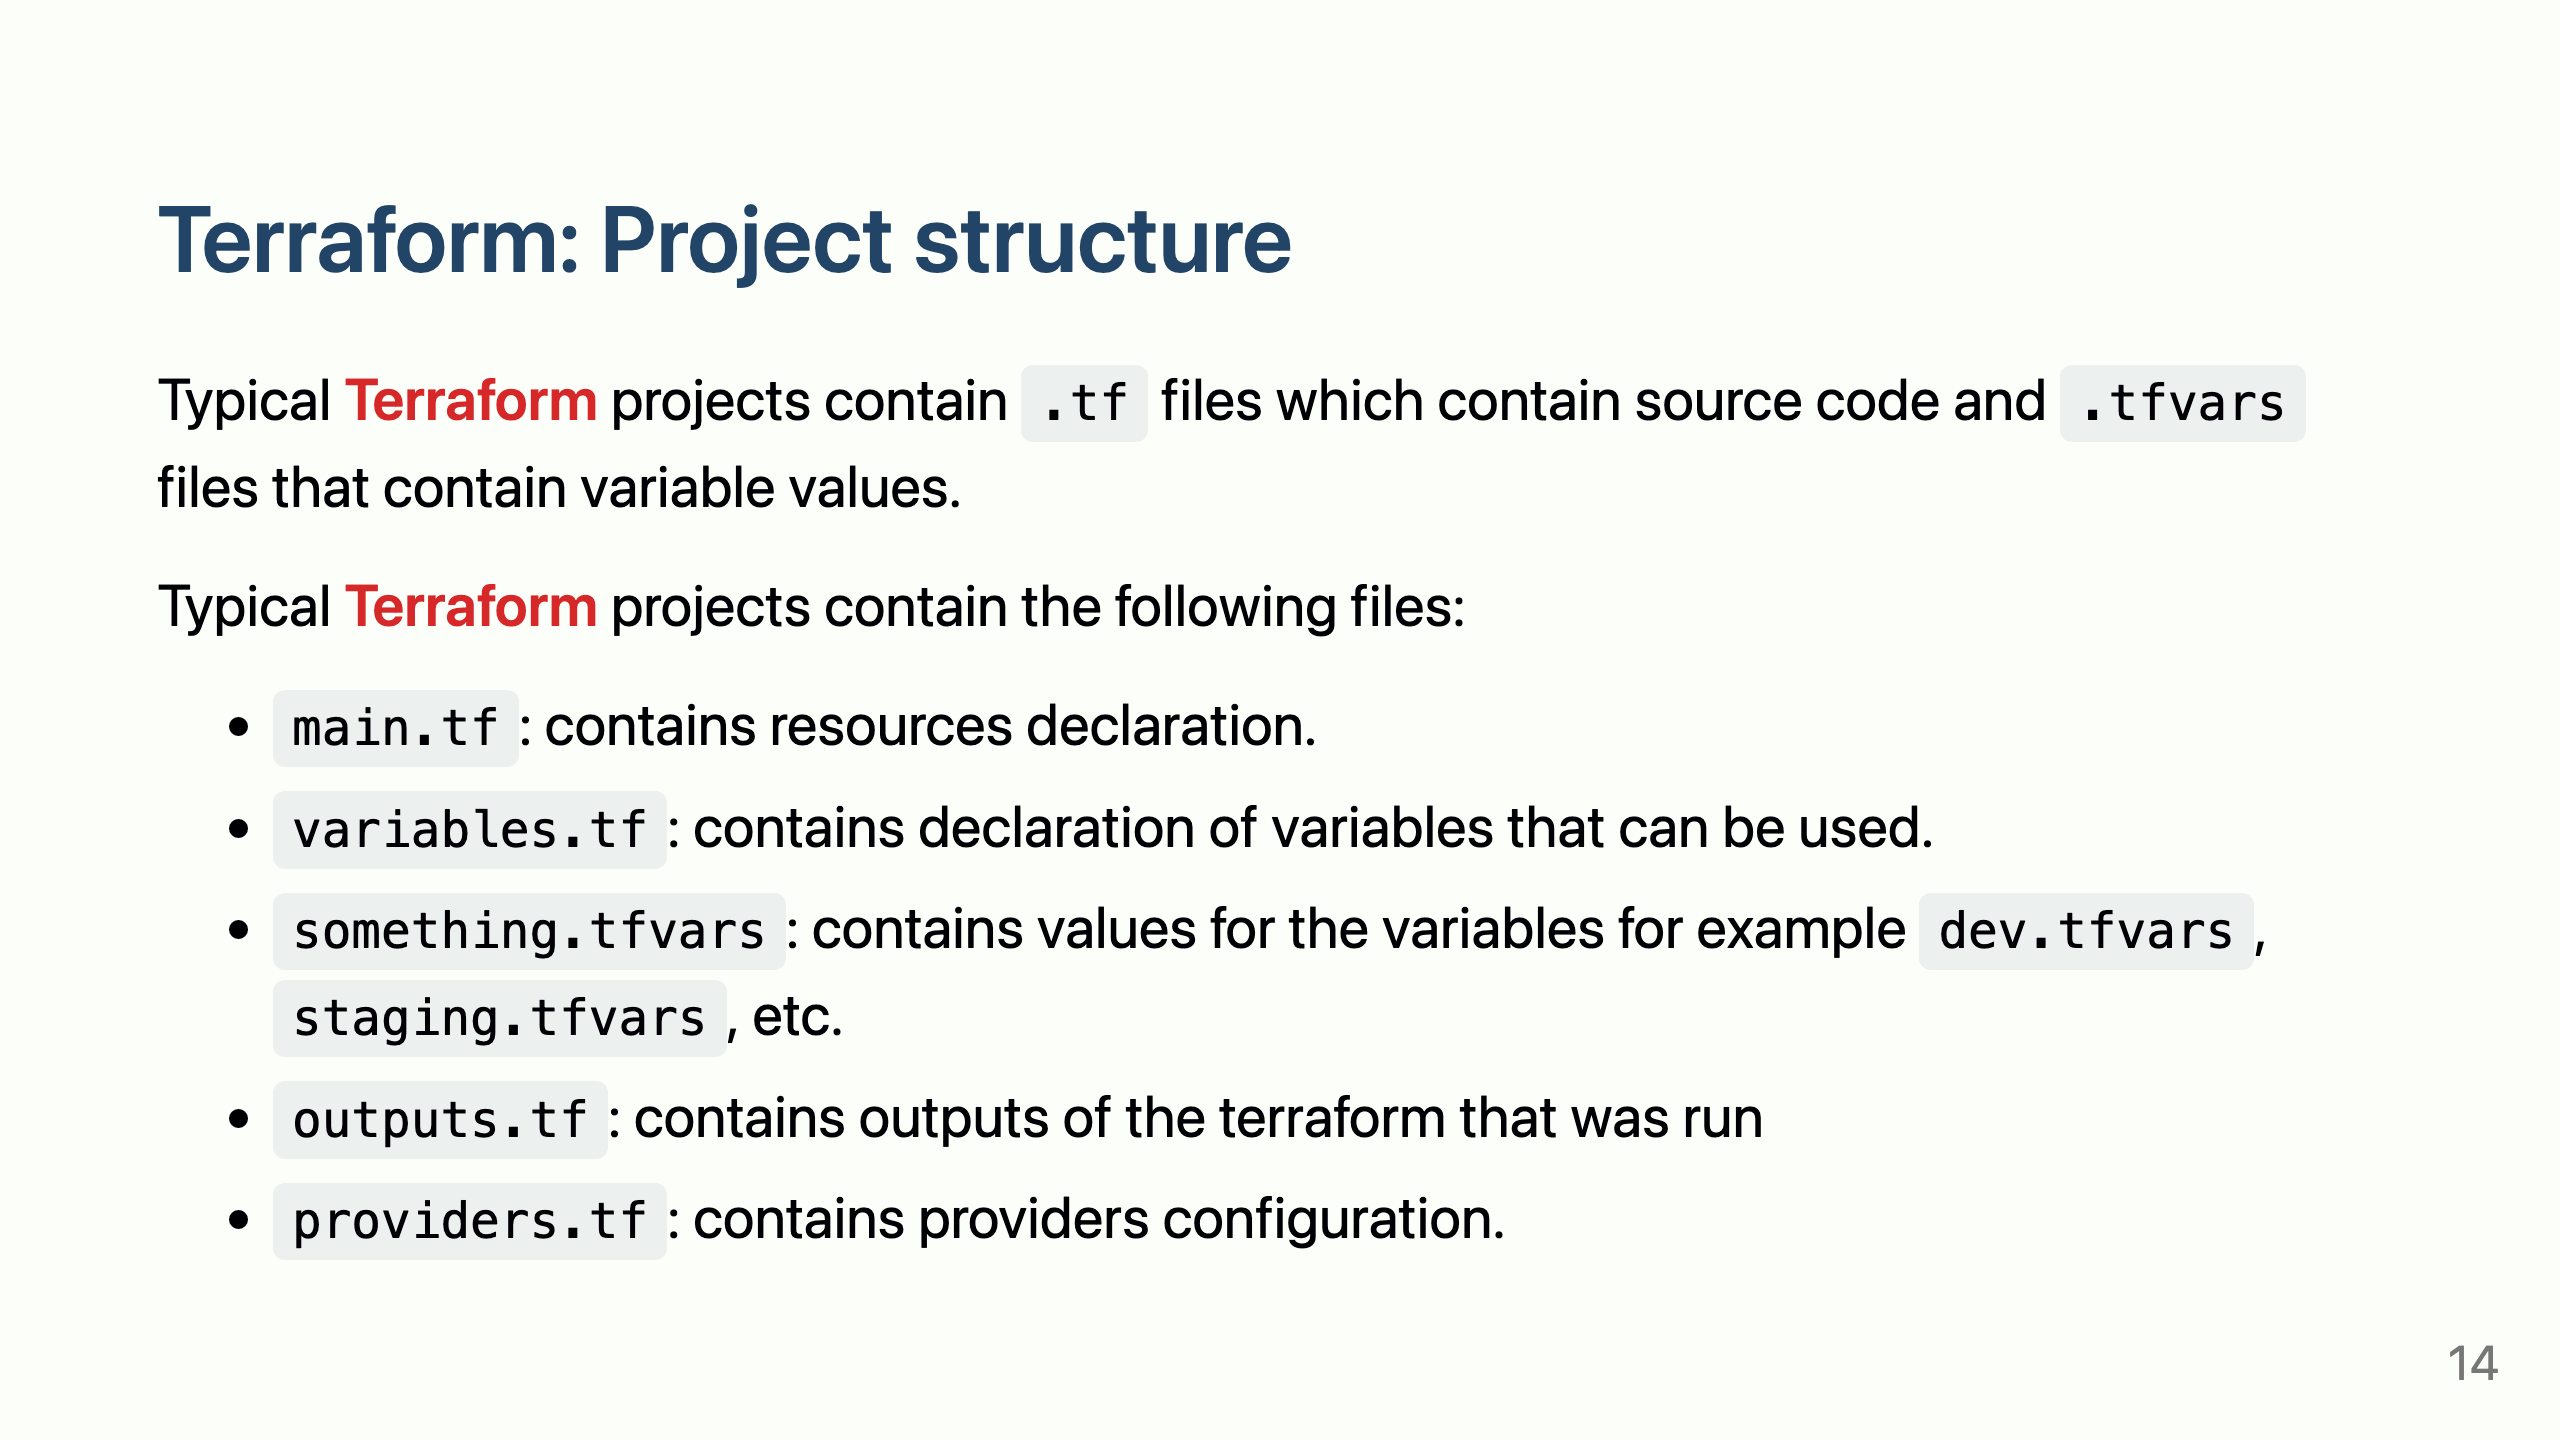 Terraform: Project structure
Typical Terraform projects contain .tf files which contain source code and .tfvars
files that contain variable values.
Typical Terraform projects contain the following files:
• main.tf : contains resources declaration.
• variables.tf : contains declaration of variables that can be used.
• something.tfvars : contains values for the variables for example dev.tfvars ,
staging.tfvars , etc.
• outputs.tf : contains outputs of the terraform that was run
• providers.tf : contains providers configuration.
14